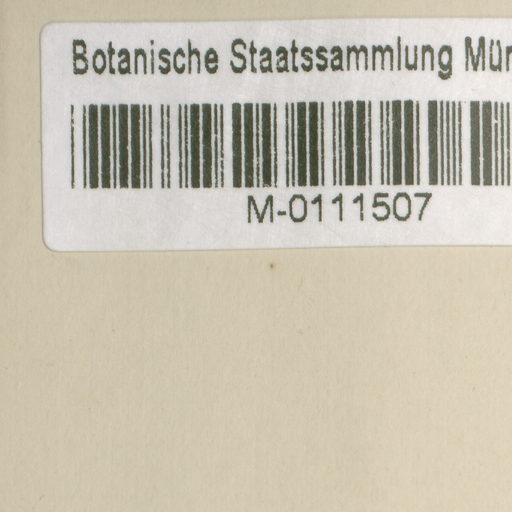 Botanische Staatssammlung Mün
M-0111507